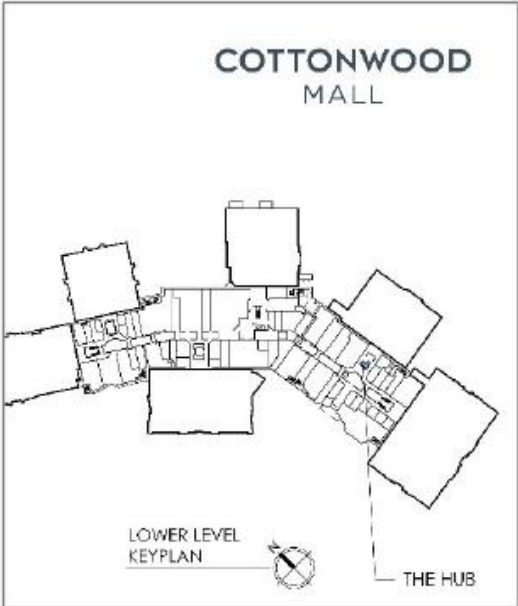 COTTONWOOD
MALL
LOWER LEVEL
KEYPLAN
N
THE HUB